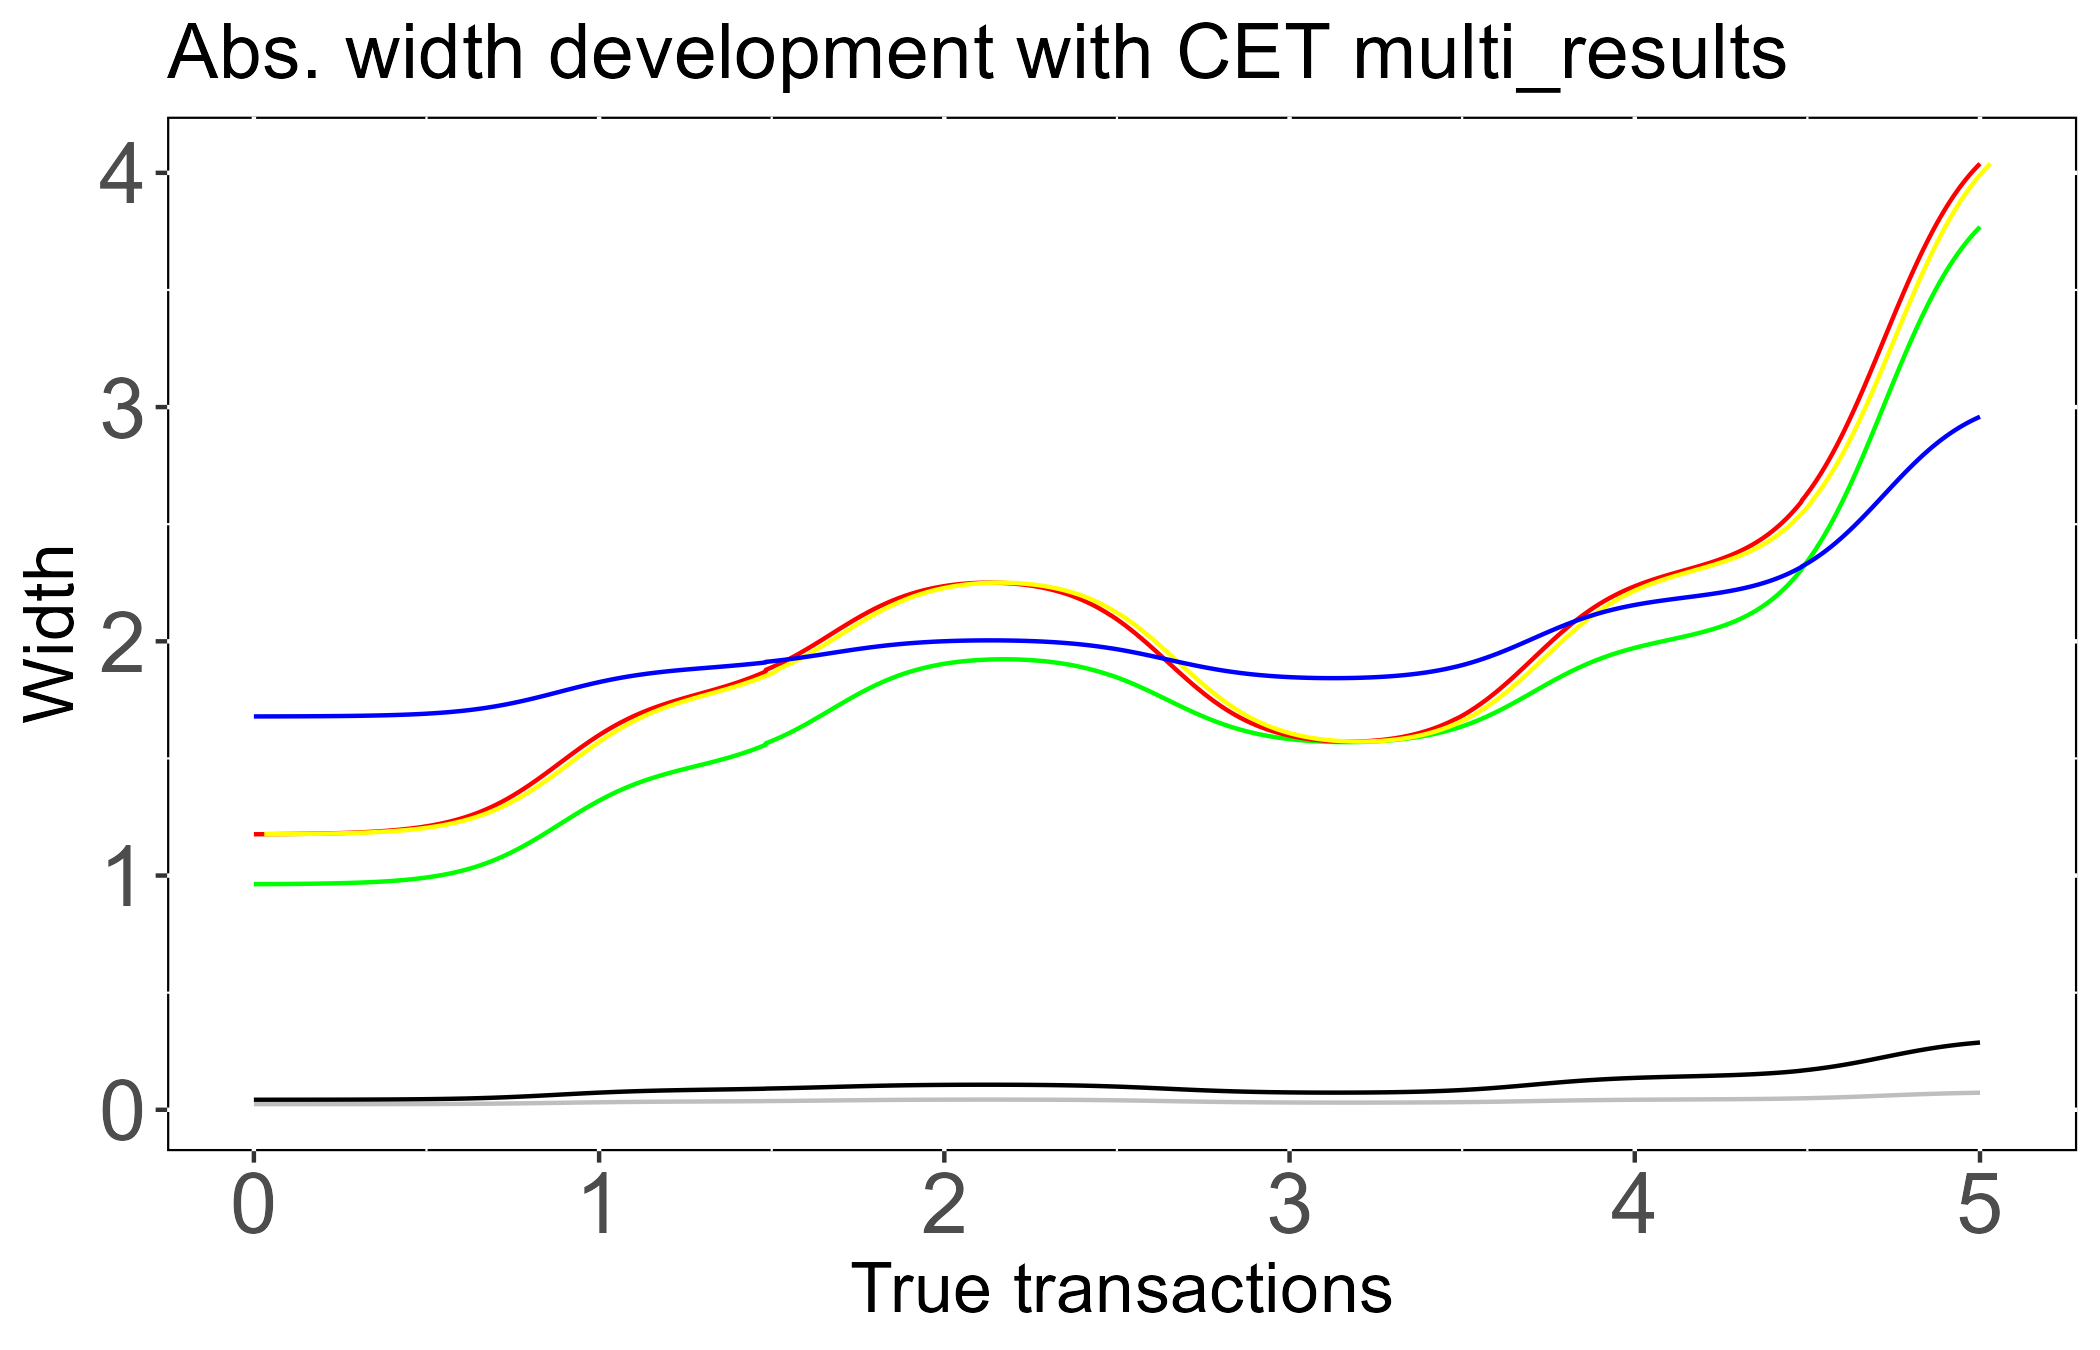 Abs. width development with CET multi_results
4
3
2
1
0
Width
0 1 2 3 4 5
True transactions